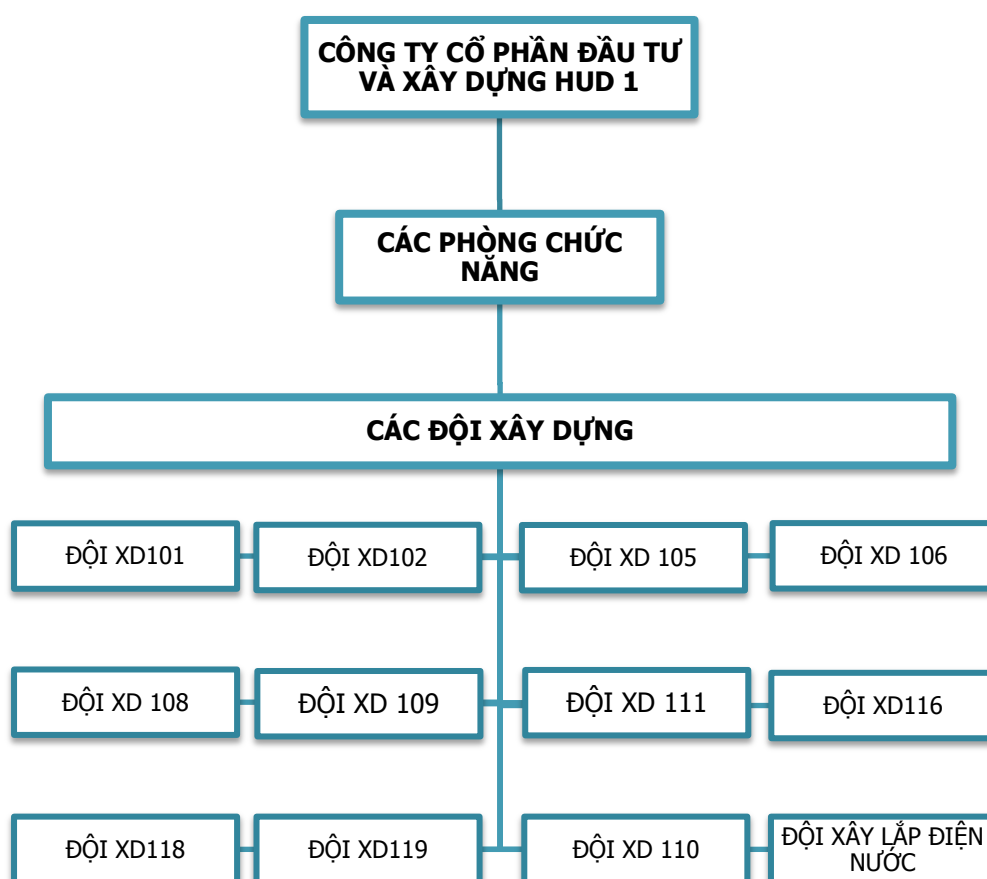 CÔNG TY CỔ PHẦN ĐẦU TƯ
VÀ XÂY DỰNG HUD 1
CÁC PHÒNG CHỨC
NĂNG
CÁC ĐỘI XÂY DỰNG
ĐỘI XD101
ĐỘI XD102
ĐỘI XD 105
ĐỘI XD 106
ĐỘI XD 108
ĐỘI XD 109
ĐỘI XD 111
ĐỘI XD116
ĐỘI XD118
ĐỘI XD119
ĐỘI XD 110
ĐỘI XÂY LẮP ĐIỆN
NƯỚC